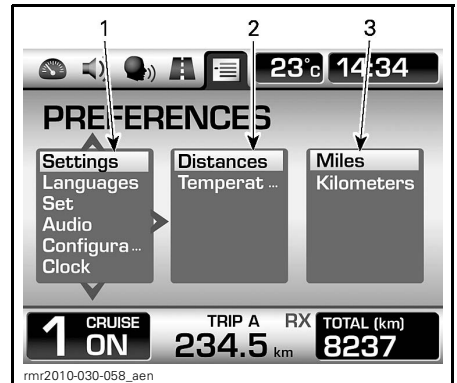 1 2 3
23°c 14:34
PREFERENCES
Settings Distances Miles
Languages Temperat ... Kilometers
Set
Audio
Configura ...
Clock
1 CRUISE ON TRIP A 234.5 km RX TOTAL (km) 8237
rmr2010-030-058_aen